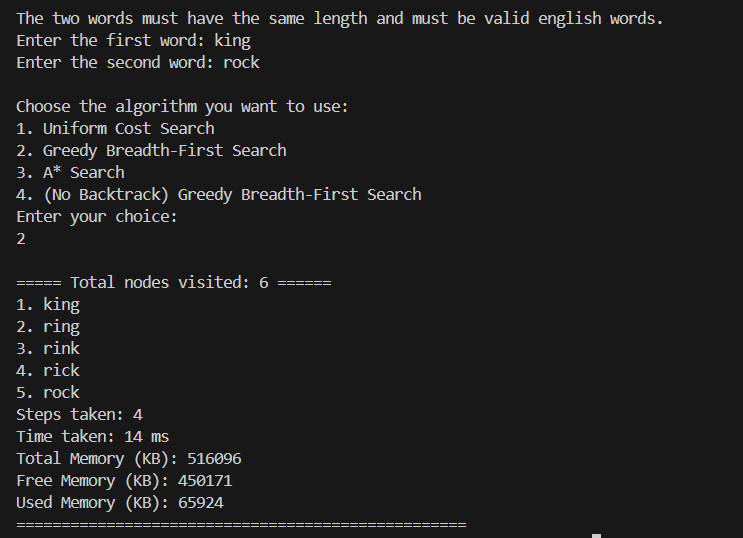 The two words must have the same length and must be valid english words.
Enter the first word: king
Enter the second word: rock
Choose the algorithm you want to use:
1. Uniform Cost Search
2. Greedy Breadth-First Search
3. A* Search
4. (No Backtrack) Greedy Breadth-First Search
Enter your choice:
2
===== Total nodes visited: 6 ======
1. king
2. ring
3. rink
4. rick
5. rock
Steps taken: 4
Time taken: 14 ms
Total Memory (KB): 516096
Free Memory (KB): 450171
Used Memory (KB): 65924
==================================================